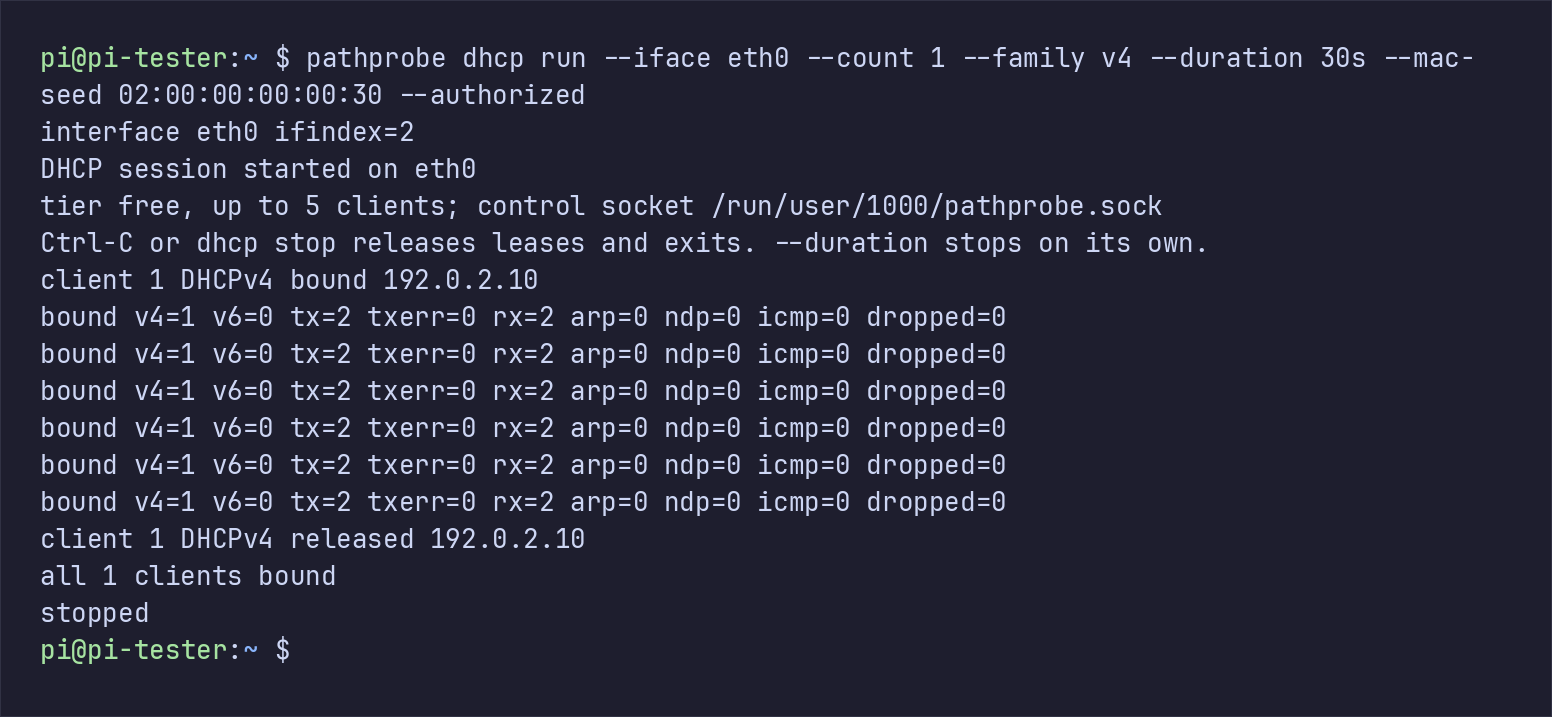 pi@pi-tester:~ $ pathprobe dhcp run --iface eth0 --count 1 --family v4 --duration 30s --mac-
seed 02:00:00:00:00:30 --authorized
interface eth0 ifindex=2
DHCP session started on eth0
tier free, up to 5 clients; control socket /run/user/1000/pathprobe.sock
Ctrl-C or dhcp stop releases leases and exits. --duration stops on its own.
client 1 DHCPv4 bound 192.0.2.10
bound v4=1 v6=0 tx=2 txerr=0 rx=2 arp=0 ndp=0 icmp=0 dropped=0
bound v4=1 v6=0 tx=2 txerr=0 rx=2 arp=0 ndp=0 icmp=0 dropped=0
bound v4=1 v6=0 tx=2 txerr=0 rx=2 arp=0 ndp=0 icmp=0 dropped=0
bound v4=1 v6=0 tx=2 txerr=0 rx=2 arp=0 ndp=0 icmp=0 dropped=0
bound v4=1 v6=0 tx=2 txerr=0 rx=2 arp=0 ndp=0 icmp=0 dropped=0
bound v4=1 v6=0 tx=2 txerr=0 rx=2 arp=0 ndp=0 icmp=0 dropped=0
client 1 DHCPv4 released 192.0.2.10
all 1 clients bound
stopped
pi@pi-tester:~ $